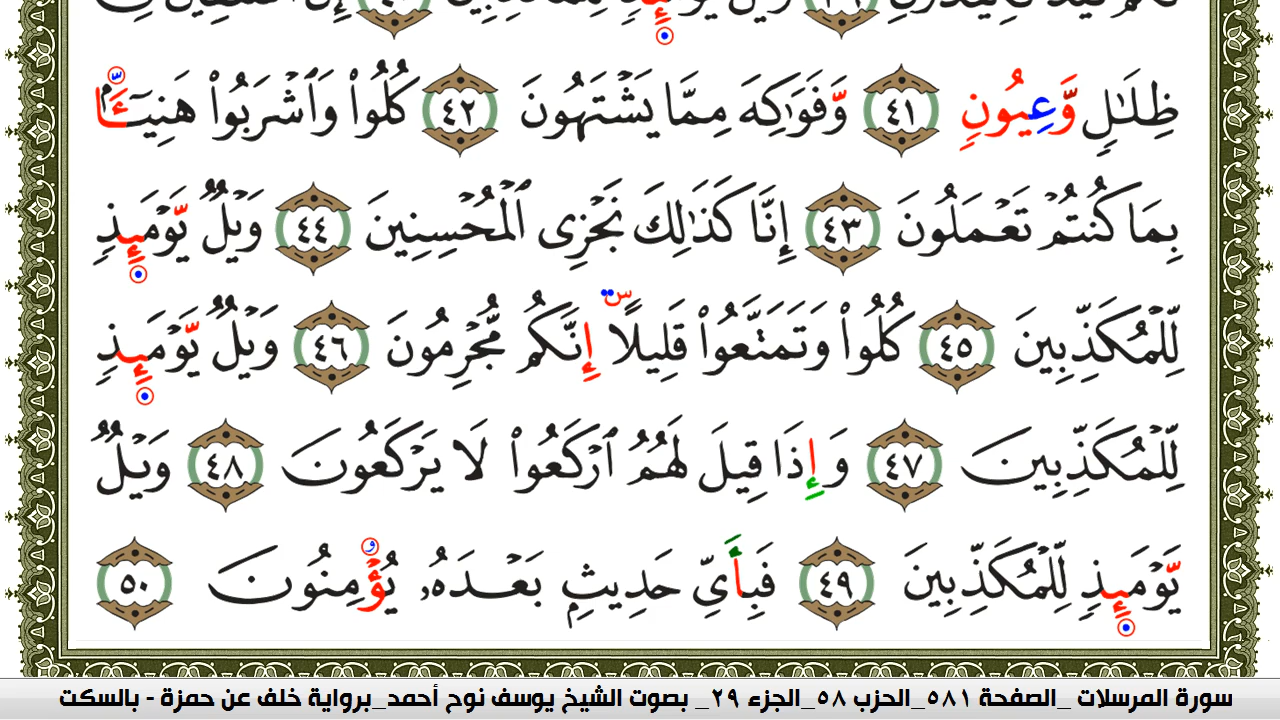 ظِلَٰلٍ وَّعِيُونٍ ٤١ وَّفَوَٰكِهَ مِمَّا يَشْتَهُونَ ٤٢ كُلُوا۟ وَٱشْرَبُوا۟ هَنِيٓـَٔۢا
بِمَا كُنتُمْ تَعْمَلُونَ ٤٣ إِنَّا كَذَٰلِكَ نَجْزِى ٱلْمُحْسِنِينَ ٤٤ وَيْلٌ يَّوْمَئِذٍ
لِّلْمُكَذِّبِينَ ٤٥ كُلُوا۟ وَتَمَتَّعُوا۟ قَلِيلًا إِنَّكُم مُّجْرِمُونَ ٤٦ وَيْلٌ يَّوْمَئِذٍ
لِّلْمُكَذِّبِينَ ٤٧ وَإِذَا قِيلَ لَهُمُ ٱرْكَعُوا۟ لَا يَرْكَعُونَ ٤٨ وَيْلٌ
يَّوْمَئِذٍ لِّلْمُكَذِّبِينَ ٤٩ فَبِأَىِّ حَدِيثٍ بَعْدَهُۥ يُؤْمِنُونَ ٥٠
سورة المرسلات _الصفحة ٥٨١_الحزب ٥٨_الجزء ٢٩_ بصوت الشيخ يوسف نوح أحمد_برواية خلف عن حمزة - بالسكت